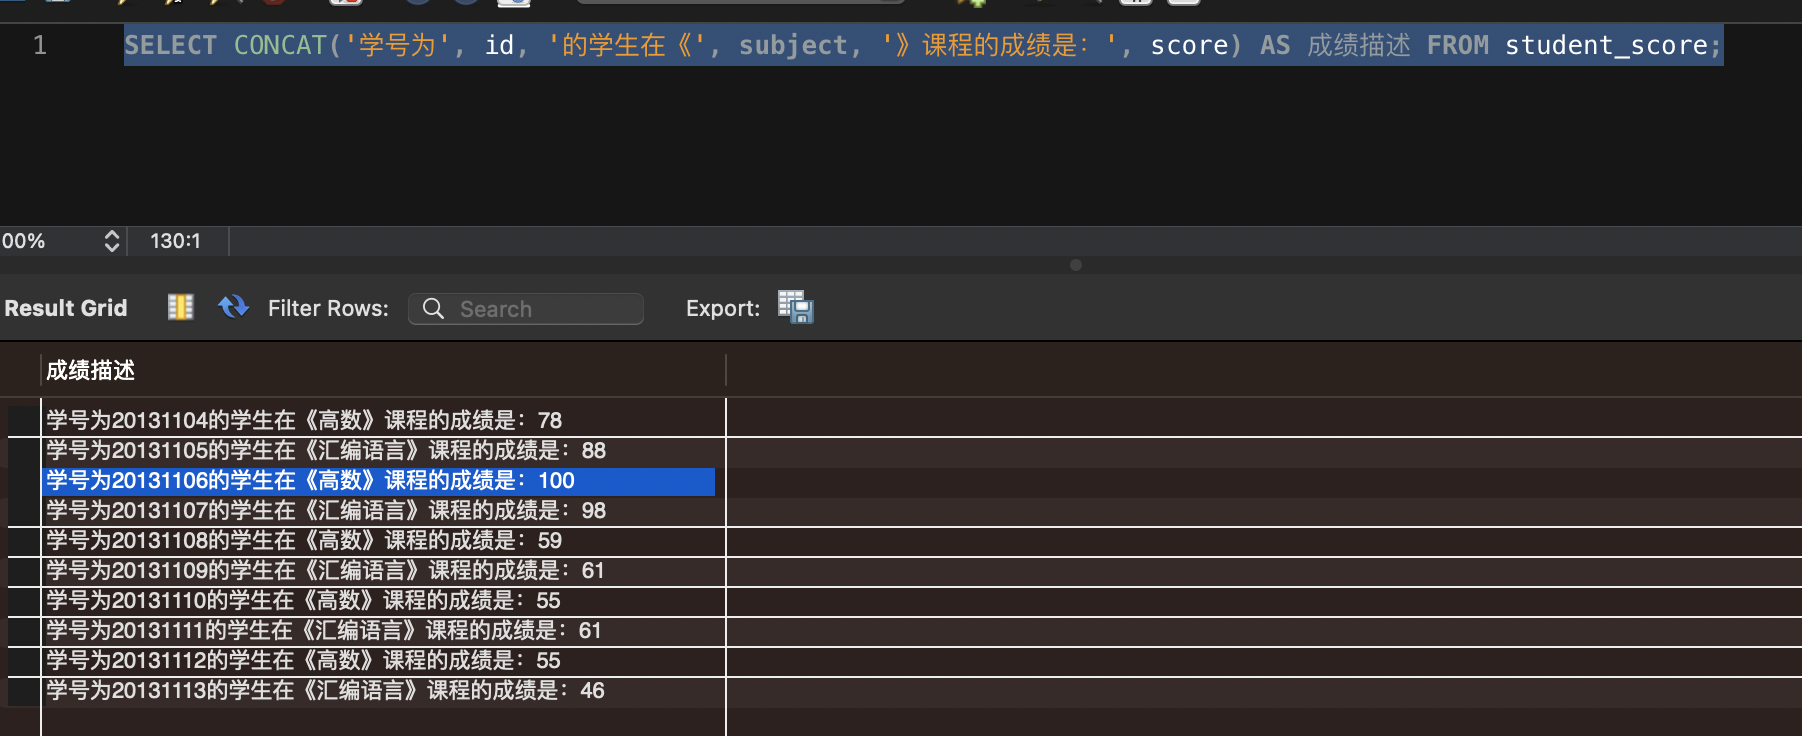 1 SELECT CONCAT('学号为', id, '的学生在《', subject, '》课程的成绩是：', score) AS 成绩描述 FROM student_score;
00% 130:1
Result Grid Filter Rows: Search Export:
成绩描述
学号为20131104的学生在《高数》课程的成绩是：78
学号为20131105的学生在《汇编语言》课程的成绩是：88
学号为20131106的学生在《高数》课程的成绩是：100
学号为20131107的学生在《汇编语言》课程的成绩是：98
学号为20131108的学生在《高数》课程的成绩是：59
学号为20131109的学生在《汇编语言》课程的成绩是：61
学号为20131110的学生在《高数》课程的成绩是：55
学号为20131111的学生在《汇编语言》课程的成绩是：61
学号为20131112的学生在《高数》课程的成绩是：55
学号为20131113的学生在《汇编语言》课程的成绩是：46